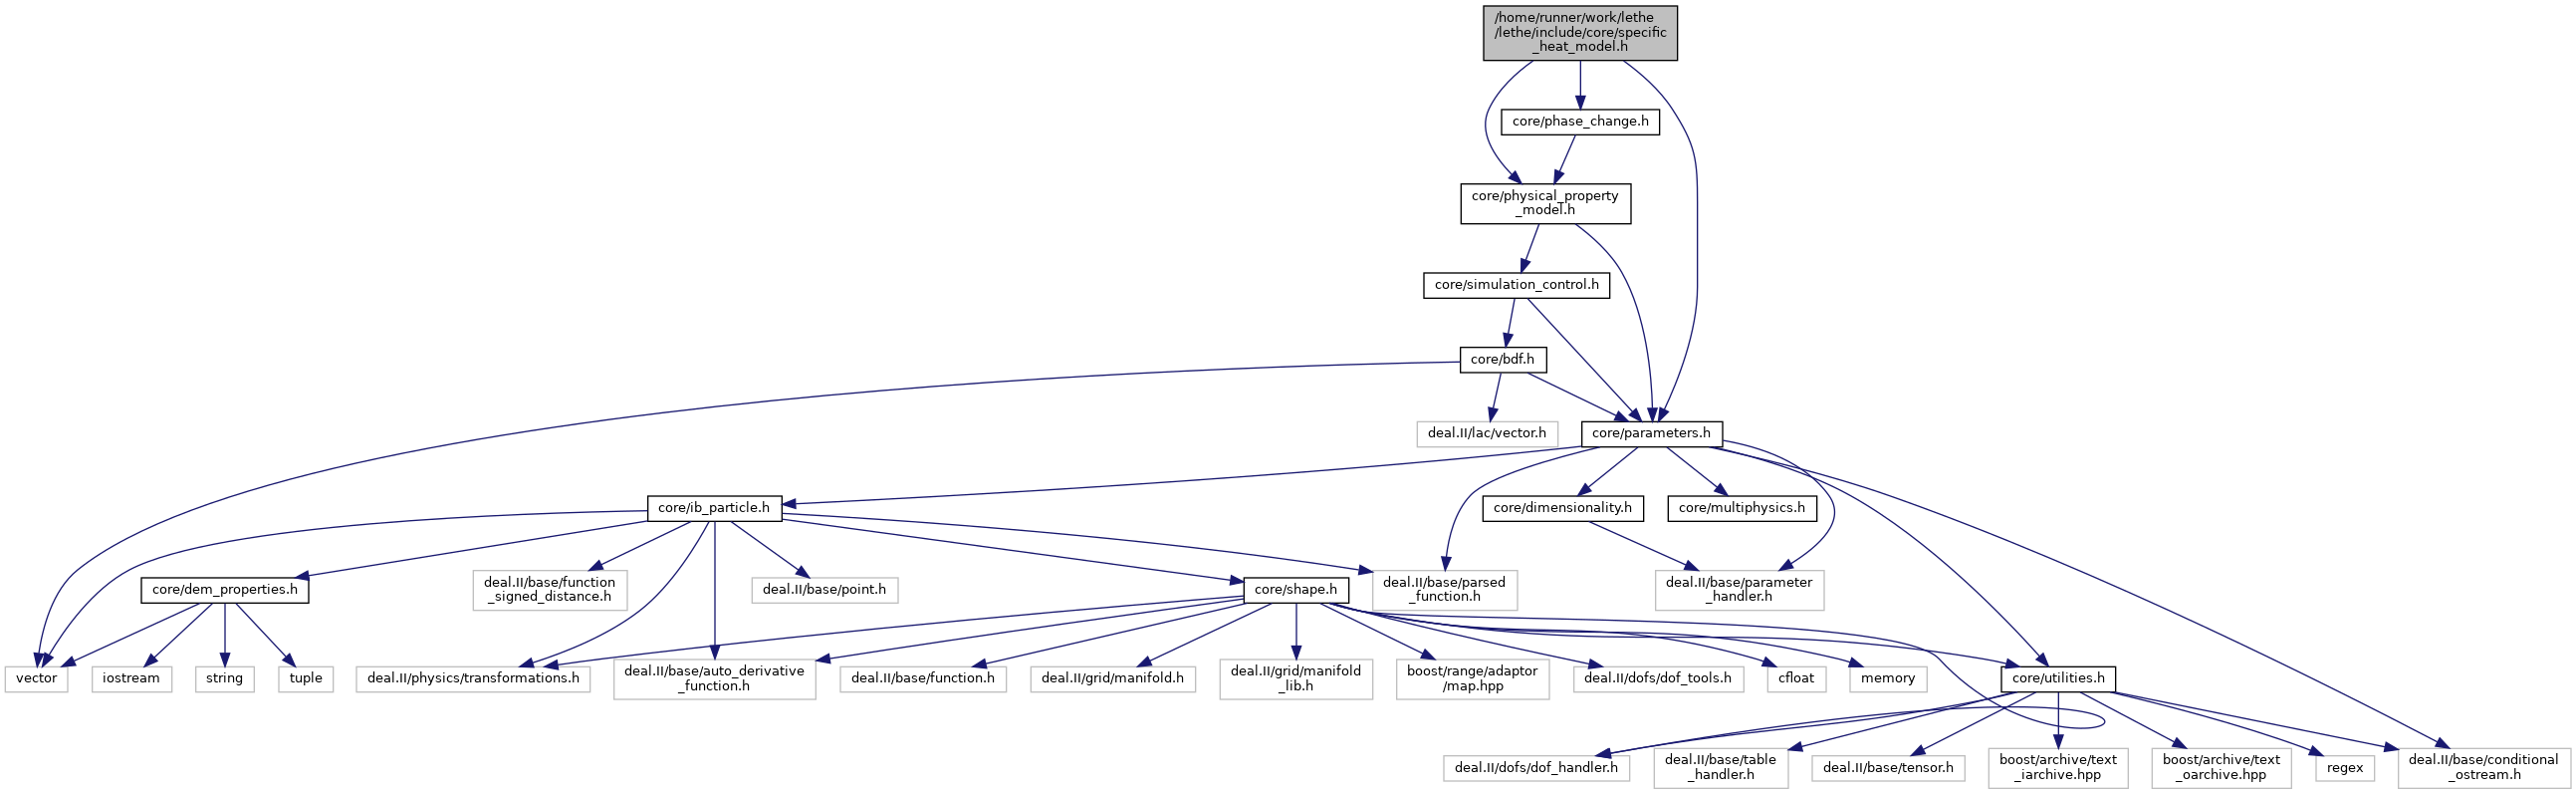 /home/runner/work/lethe
/lethe/include/core/specific
_heat_model.h
core/phase_change.h
core/physical_property
_model.h
core/simulation_control.h
core/bdf.h
deal.II/lac/vector.h
core/parameters.h
core/ib_particle.h
core/dimensionality.h
core/multiphysics.h
core/dem_properties.h
deal.II/base/function
_signed_distance.h
deal.II/base/point.h
core/shape.h
deal.II/base/parsed
_function.h
deal.II/base/parameter
_handler.h
vector
iostream
string
tuple
deal.II/physics/transformations.h
deal.II/base/auto_derivative
_function.h
deal.II/base/function.h
deal.II/grid/manifold.h
deal.II/grid/manifold
_lib.h
boost/range/adaptor
/map.hpp
deal.II/dofs/dof_tools.h
cfloat
memory
core/utilities.h
deal.II/dofs/dof_handler.h
deal.II/base/table
_handler.h
deal.II/base/tensor.h
boost/archive/text
_iarchive.hpp
boost/archive/text
_oarchive.hpp
regex
deal.II/base/conditional
_ostream.h